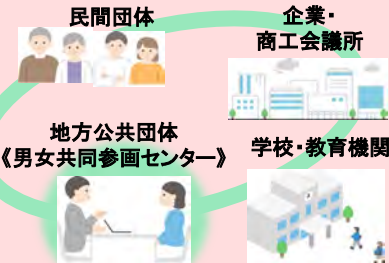 民間団体
企業・
商工会議所
地方公共団体
《男女共同参画センター》
学校・教育機関